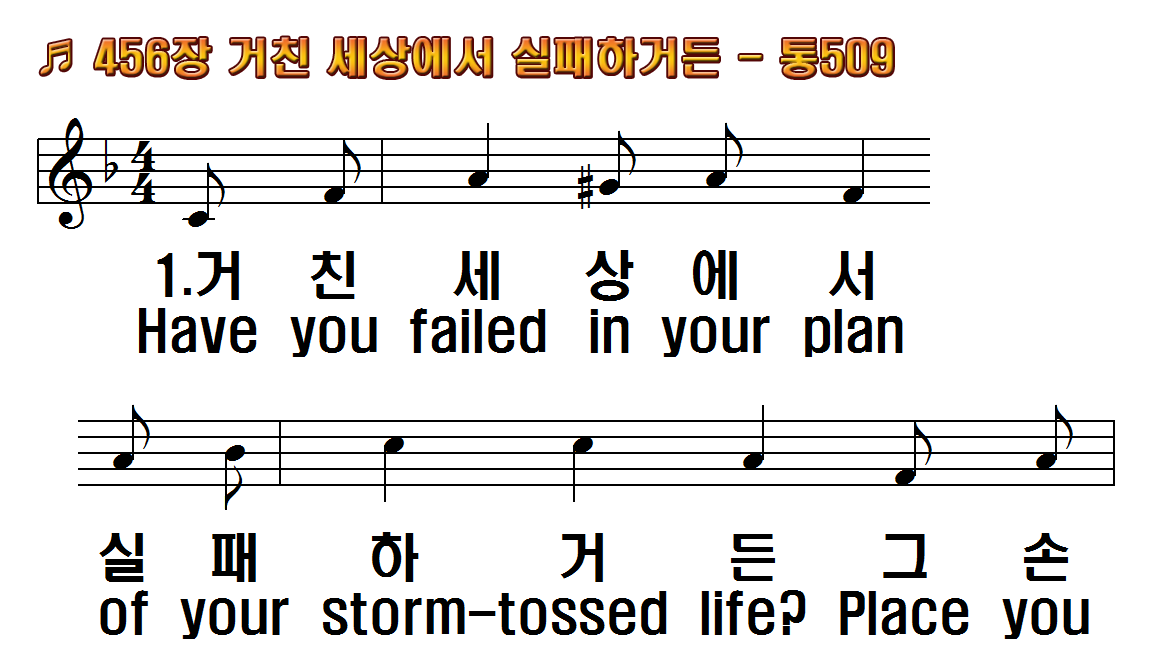 ♬ 456장 거친 세상에서 실패하거든 - 통509
4
4
1.거 친 세 상 에 서
Have you failed in your plan
실 패 하 거 든 그 손
of your storm-tossed life? Place you